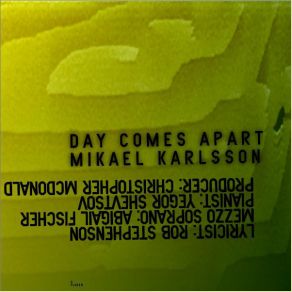 DAY COMES APART
MIKAEL KARLSSON
LYRICIST: ROB STEPHENSON
MEZZO SOPRANO: ABIGAIL FISCHER
PIANIST: YEGOR SHEVTSOV
PRODUCER: CHRISTOPHER MCDONALD